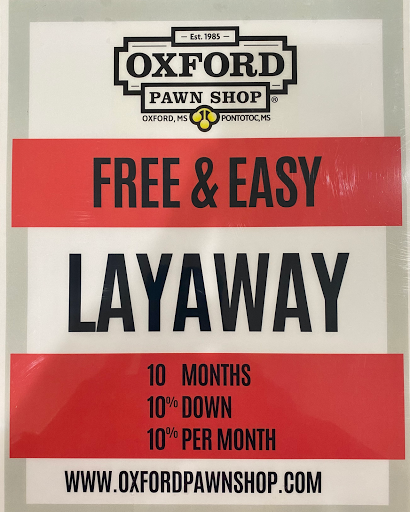 Est. 1985
OXFORD
PAWN SHOP®
OXFORD, MS PONTOTOC, MS
FREE & EASY
LAYAWAY
10 MONTHS
10% DOWN
10% PER MONTH
WWW.OXFORDPAWNSHOP.COM